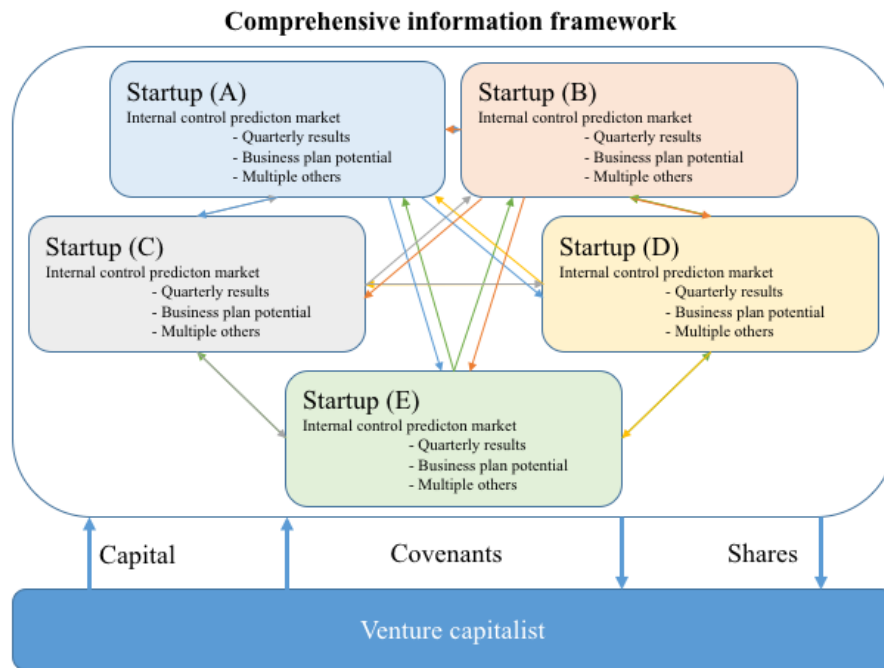 Comprehensive information framework
Startup (A)
Internal control predicton market
- Quarterly results
- Business plan potential
- Multiple others
Startup (B)
Internal control predicton market
- Quarterly results
- Business plan potential
- Multiple others
Startup (C)
Internal control predicton market
- Quarterly results
- Business plan potential
- Multiple others
Startup (D)
Internal control predicton market
- Quarterly results
- Business plan potential
- Multiple others
Startup (E)
Internal control predicton market
- Quarterly results
- Business plan potential
- Multiple others
Capital
Covenants
Shares
Venture capitalist